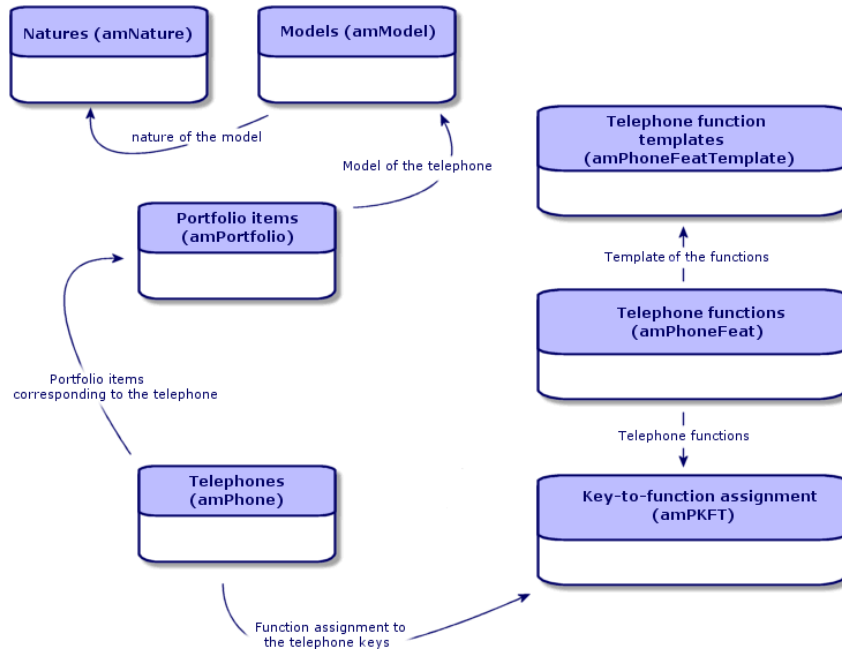 Natures (amNature)
Models (amModel)
nature of the model
Model of the telephone
Telephone function
templates
(amPhoneFeatTemplate)
Portfolio items
(amPortfolio)
Template of the functions
Telephone functions
(amPhoneFeat)
Portfolio items
corresponding to the telephone
Telephone functions
Telephones
(amPhone)
Key-to-function assignment
(amPKFT)
Function assignment to
the telephone keys